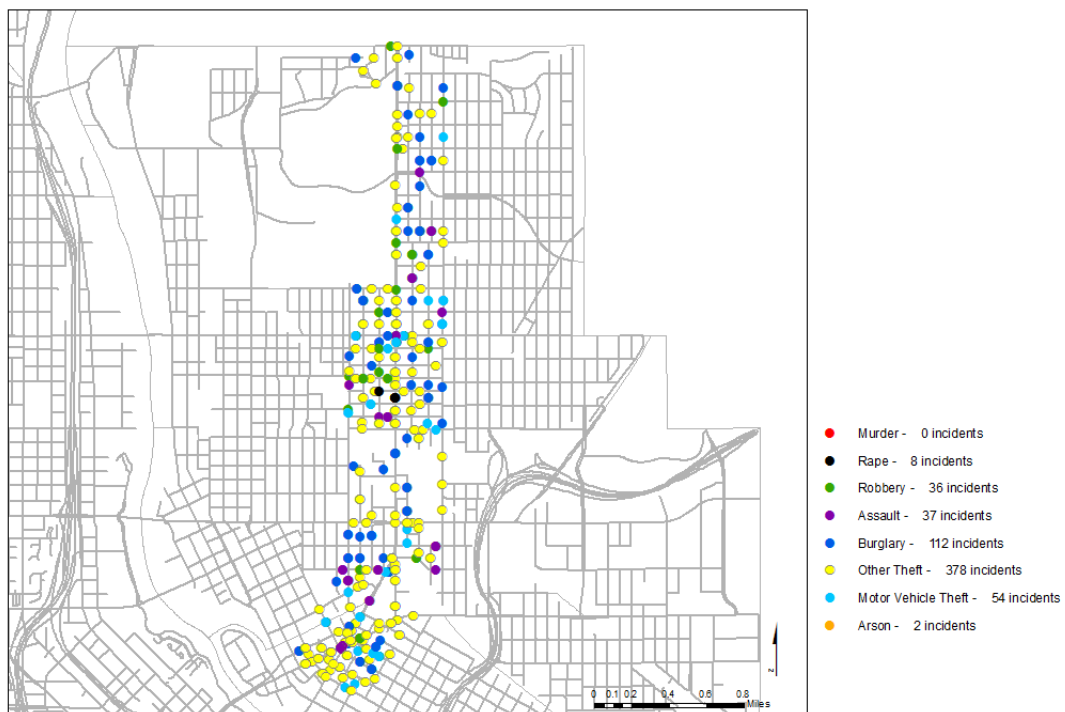 Murder - 0 incidents
Rape - 8 incidents
Robbery - 36 incidents
Assault - 37 incidents
Burglary - 112 incidents
Other Theft - 378 incidents
Motor Vehicle Theft - 54 incidents
Arson - 2 incidents
0 0.1 0.2 0.4 0.6 0.8
Miles